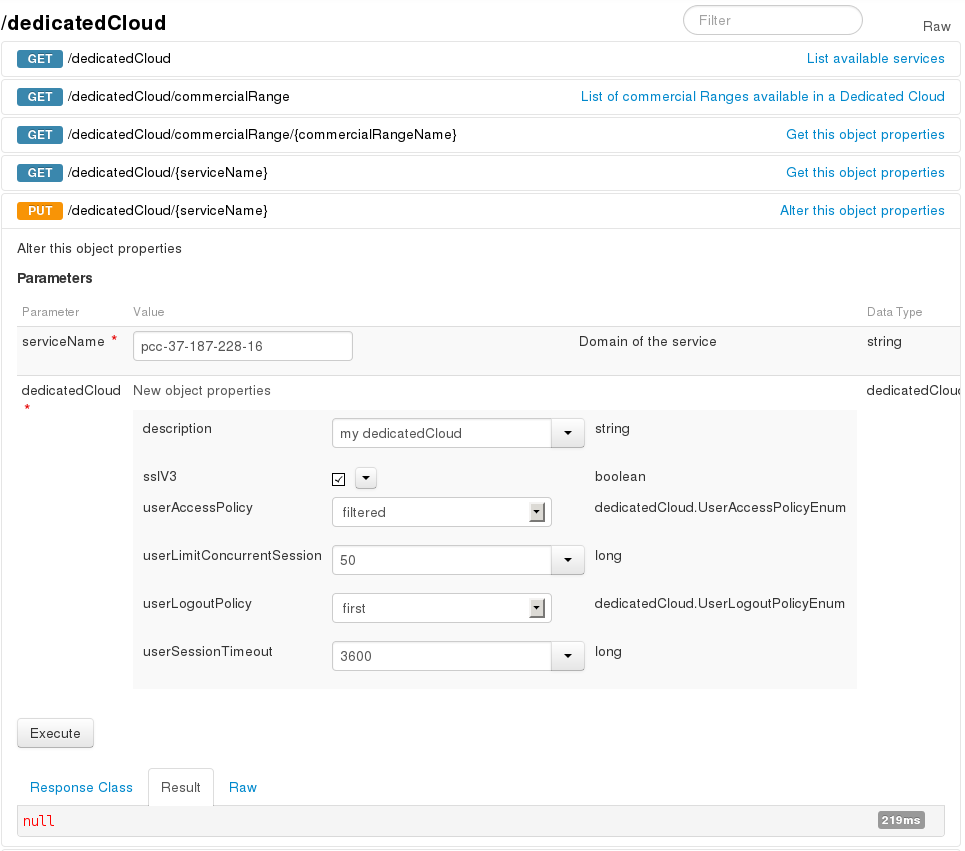 /dedicatedCloud Filter Raw
GET /dedicatedCloud List available services
GET /dedicatedCloud/commercialRange List of commercial Ranges available in a Dedicated Cloud
GET /dedicatedCloud/commercialRange/{commercialRangeName} Get this object properties
GET /dedicatedCloud/{serviceName} Get this object properties
PUT /dedicatedCloud/{serviceName} Alter this object properties
Alter this object properties
Parameters
Parameter Value Data Type
serviceName * pcc-37-187-228-16 Domain of the service string
dedicatedCloud New object properties dedicatedCloud
*
description my dedicatedCloud string
sslV3 boolean
userAccessPolicy filtered dedicatedCloud.UserAccessPolicyEnum
userLimitConcurrentSession 50 long
userLogoutPolicy first dedicatedCloud.UserLogoutPolicyEnum
userSessionTimeout 3600 long
Execute
Response Class Result Raw
null 219ms